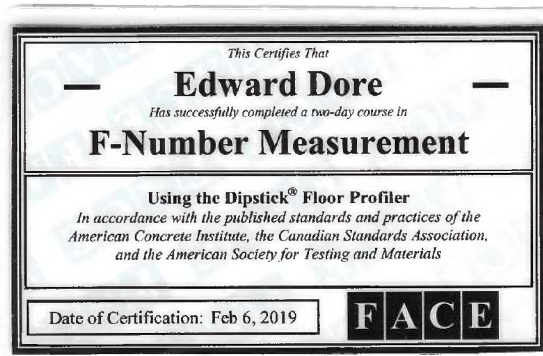 This Certifies That
Edward Dore
Has successfully completed a two-day course in
F-Number Measurement
Using the Dipstick® Floor Profiler
In accordance with the published standards and practices of the
American Concrete Institute, the Canadian Standards Association,
and the American Society for Testing and Materials
Date of Certification: Feb 6, 2019
FACE